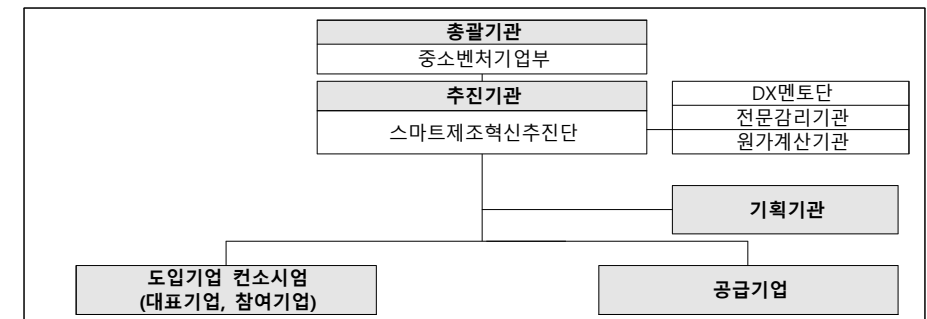 총괄기관
중소벤처기업부
추진기관
스마트제조혁신추진단
DX멘토단
전문감리기관
원가계산기관
기획기관
도입기업 컨소시엄
(대표기업, 참여기업)
공급기업